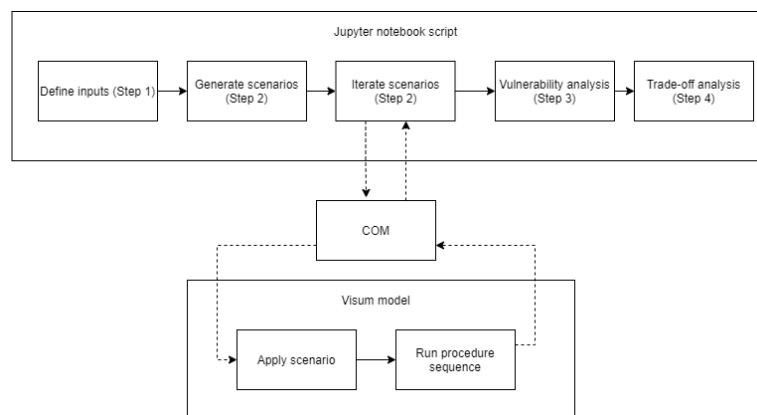 Jupyter notebook script
Define inputs (Step 1)
Generate scenarios
(Step 2)
Iterate scenarios
(Step 2)
Vulnerability analysis
(Step 3)
Trade-off analysis
(Step 4)
COM
Visum model
Apply scenario
Run procedure
sequence